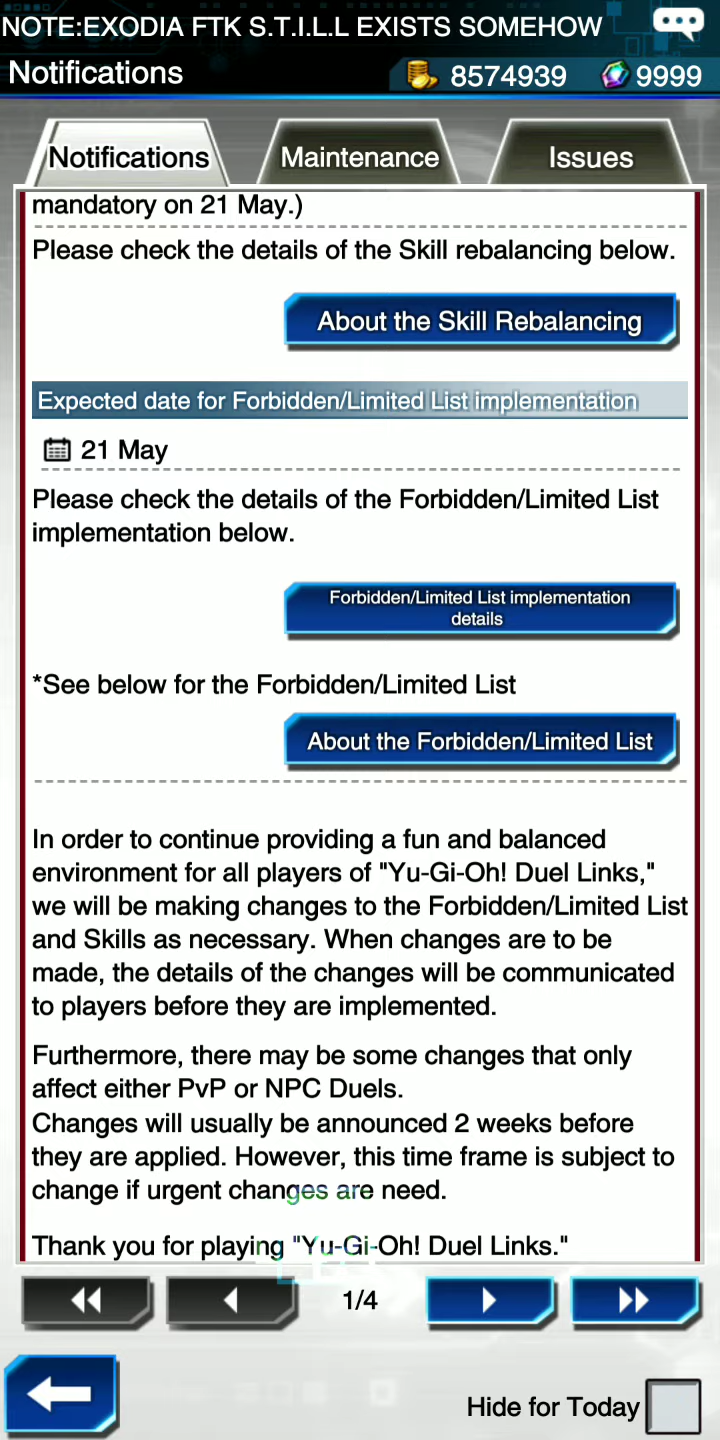 NOTE:EXODIA FTK S.T.I.L.L EXISTS SOMEHOW
Notifications
8574939
9999
Notifications
Maintenance
Issues
mandatory on 21 May.)
Please check the details of the Skill rebalancing below.
About the Skill Rebalancing
Expected date for Forbidden/Limited List implementation
21 May
Please check the details of the Forbidden/Limited List
implementation below.
Forbidden/Limited List implementation
details
*See below for the Forbidden/Limited List
About the Forbidden/Limited List
In order to continue providing a fun and balanced
environment for all players of "Yu-Gi-Oh! Duel Links,"
we will be making changes to the Forbidden/Limited List
and Skills as necessary. When changes are to be
made, the details of the changes will be communicated
to players before they are implemented.
Furthermore, there may be some changes that only
affect either PvP or NPC Duels.
Changes will usually be announced 2 weeks before
they are applied. However, this time frame is subject to
change if urgent changes are need.
Thank you for playing "Yu-Gi-Oh! Duel Links."
1/4
Hide for Today